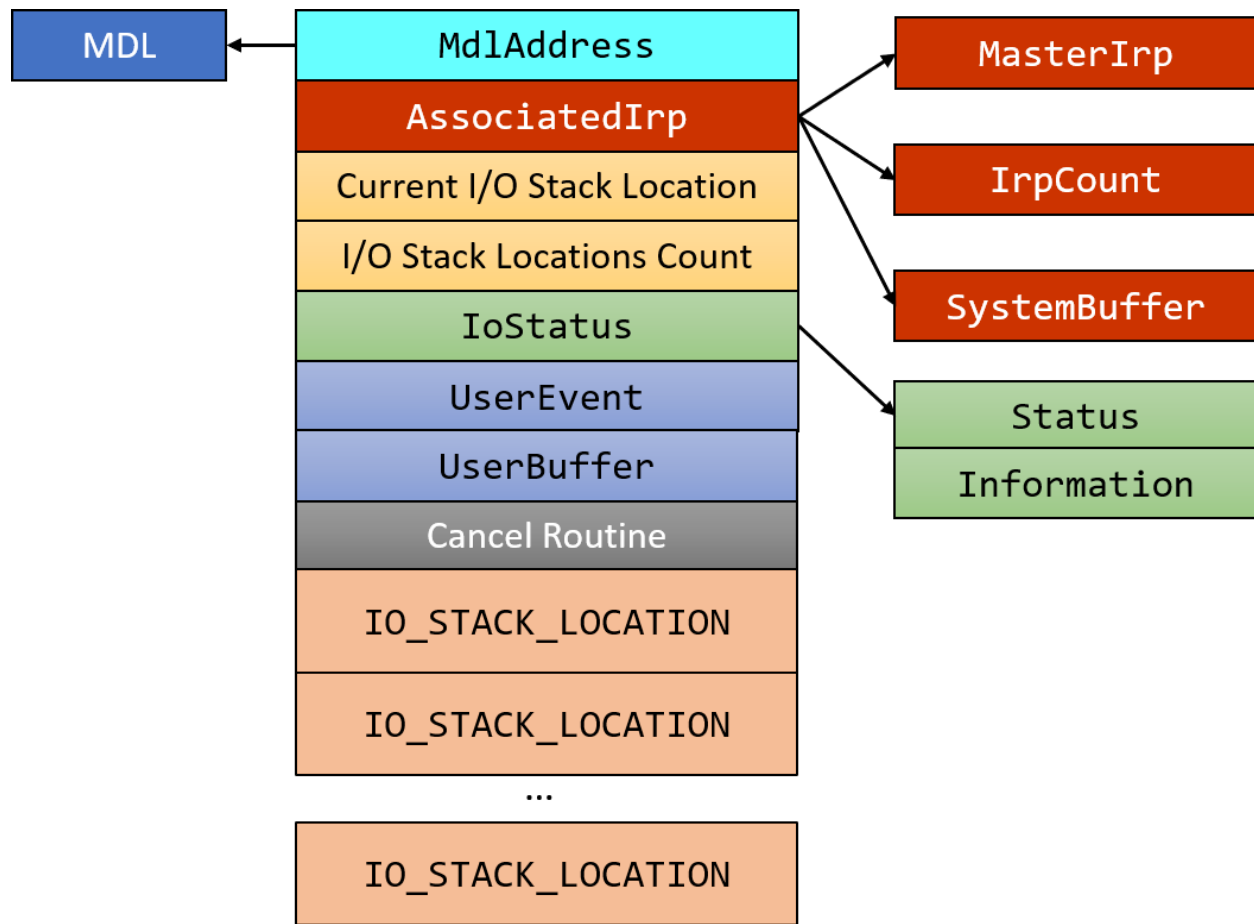 MDL
MdlAddress
MasterIrp
AssociatedIrp
Current I/O Stack Location
IrpCount
I/O Stack Locations Count
SystemBuffer
IoStatus
UserEvent
Status
UserBuffer
Information
Cancel Routine
IO_STACK_LOCATION
IO_STACK_LOCATION
...
IO_STACK_LOCATION